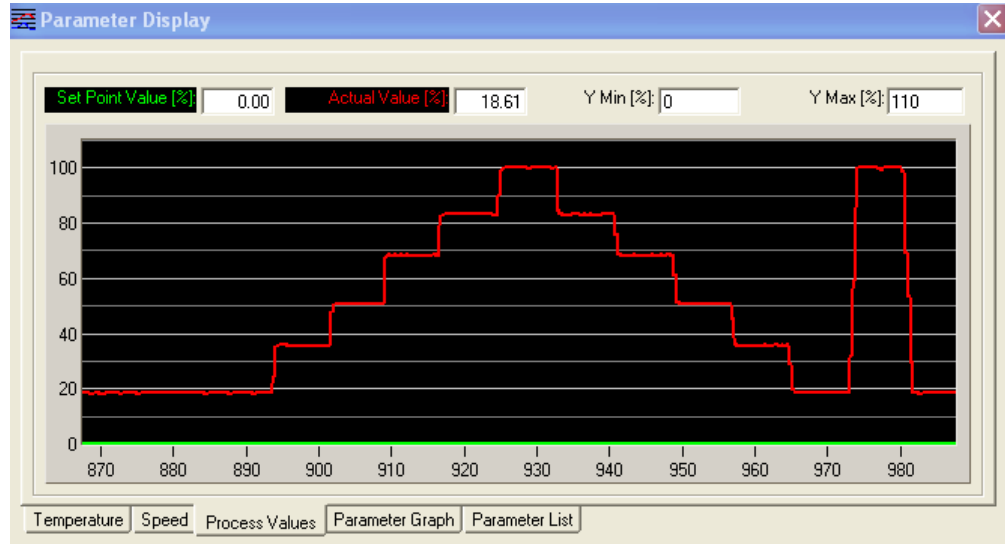 Parameter Display
Set Point Value [%]: 0.00 Actual Value [%]: 18.61 Y Min [%]: 0 Y Max [%]: 110
100
80
60
40
20
0
870 880 890 900 910 920 930 940 950 960 970 980
Temperature Speed Process Values Parameter Graph Parameter List